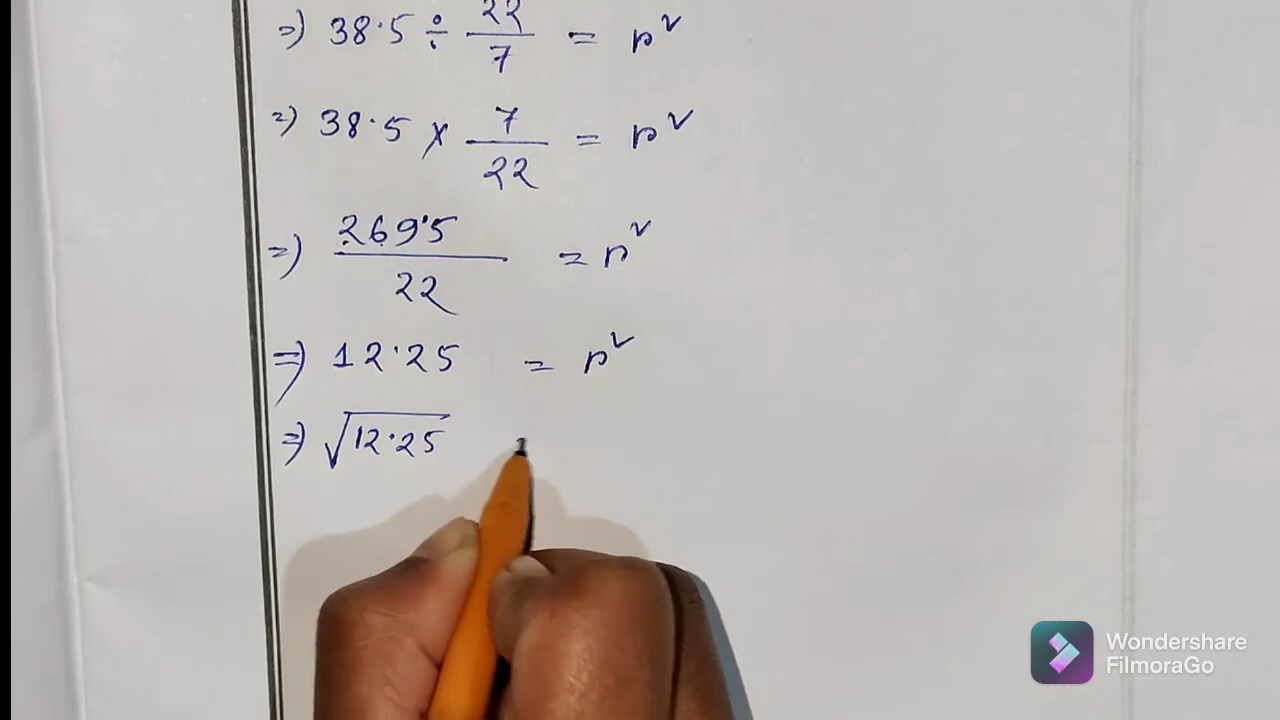 =) 38.5 ÷ 22/7 = r²
=) 38.5 × 7/22 = r²
=) 269.5/22 = r²
=) 12.25 = r²
=) √12.25
Wondershare
FilmoraGo